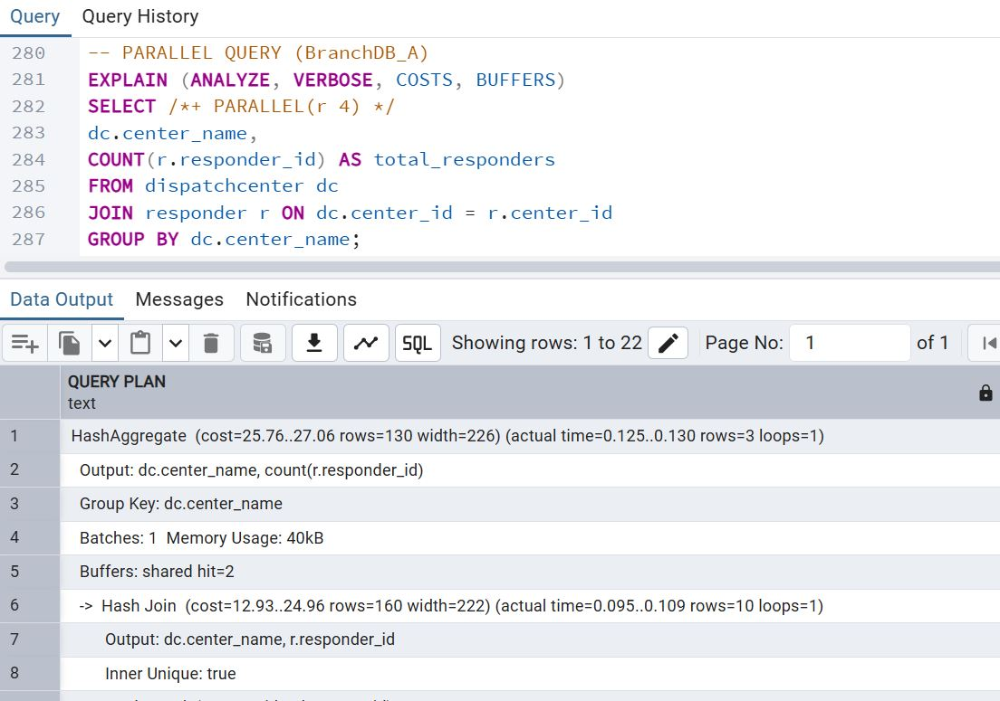 Query Query History
280 -- PARALLEL QUERY (BranchDB_A)
281 EXPLAIN (ANALYZE, VERBOSE, COSTS, BUFFERS)
282 SELECT /*+ PARALLEL(r 4) */
283 dc.center_name,
284 COUNT(r.responder_id) AS total_responders
285 FROM dispatchcenter dc
286 JOIN responder r ON dc.center_id = r.center_id
287 GROUP BY dc.center_name;
Data Output Messages Notifications
SQL Showing rows: 1 to 22 Page No: 1 of 1
QUERY PLAN
text
1 HashAggregate (cost=25.76..27.06 rows=130 width=226) (actual time=0.125..0.130 rows=3 loops=1)
2 Output: dc.center_name, count(r.responder_id)
3 Group Key: dc.center_name
4 Batches: 1 Memory Usage: 40kB
5 Buffers: shared hit=2
6 -> Hash Join (cost=12.93..24.96 rows=160 width=222) (actual time=0.095..0.109 rows=10 loops=1)
7 Output: dc.center_name, r.responder_id
8 Inner Unique: true